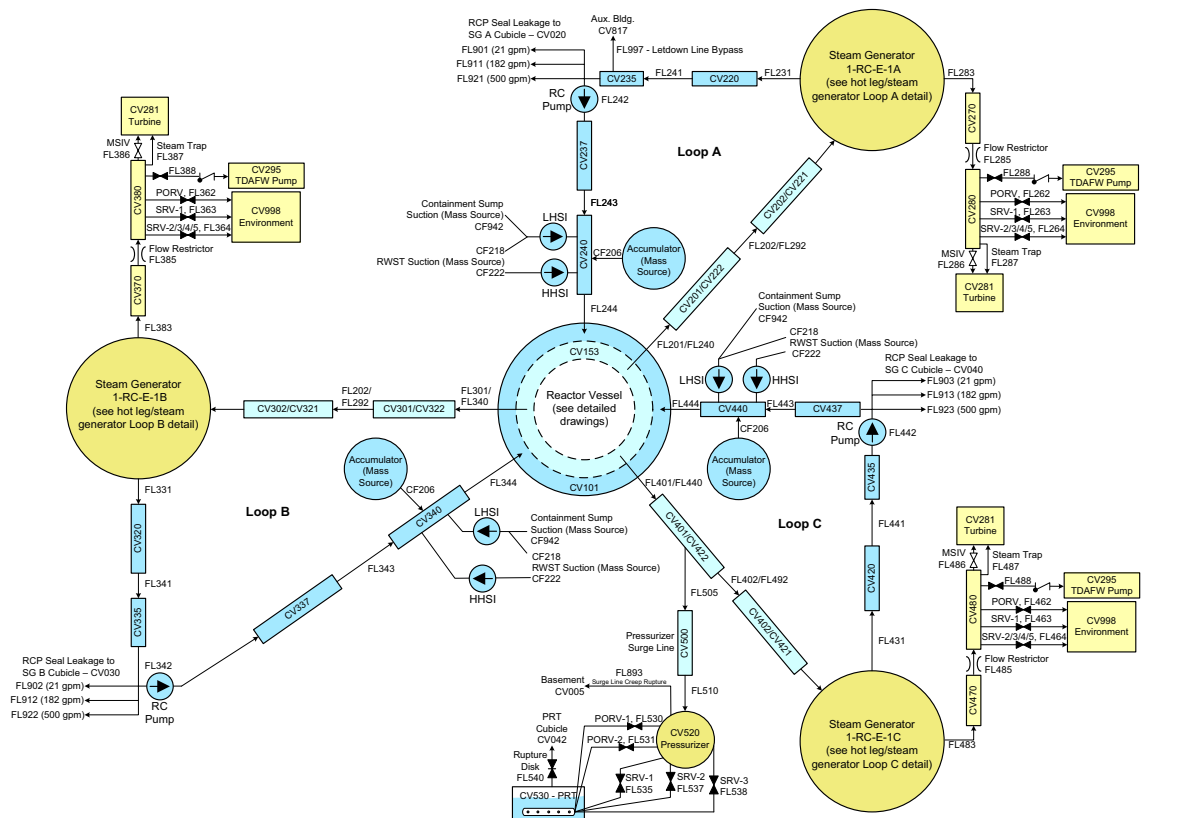 RCP Seal Leakage to
SG A Cubicle – CV020
FL901 (21 gpm)
FL911 (182 gpm)
FL921 (500 gpm)
Aux. Bldg.
CV817
FL997 - Letdown Line Bypass
CV235
FL241
CV220
FL231
RC
Pump
FL242
CV237
FL243
Loop A
Steam Generator
1-RC-E-1A
(see hot leg/steam
generator Loop A detail)
FL283
CV270
Flow Restrictor
FL285
CV280
FL288
CV295
TDAFW Pump
PORV, FL262
SRV-1, FL263
SRV-2/3/4/5, FL264
CV998
Environment
MSIV
FL286
Steam Trap
FL287
CV281
Turbine
CV281
Turbine
MSIV
FL386
Steam Trap
FL387
FL388
CV295
TDAFW Pump
CV380
PORV, FL362
SRV-1, FL363
SRV-2/3/4/5, FL364
CV998
Environment
Flow Restrictor
FL385
CV370
FL383
Containment Sump
Suction (Mass Source)
CF942
LHSI
CF218
RWST Suction (Mass Source)
CF222
HHSI
CV240
CF206
Accumulator
(Mass
Source)
FL244
CV202/CV221
FL202/FL292
CV201/CV222
FL201/FL240
Containment Sump
Suction (Mass Source)
CF942
CF218
RWST Suction (Mass Source)
CF222
LHSI
HHSI
RCP Seal Leakage to
SG C Cubicle – CV040
FL903 (21 gpm)
FL913 (182 gpm)
FL923 (500 gpm)
CV153
Reactor Vessel
(see detailed
drawings)
CV101
FL444
CV440
FL443
CV437
RC
Pump
FL442
CF206
Accumulator
(Mass
Source)
Steam Generator
1-RC-E-1B
(see hot leg/steam
generator Loop B detail)
CV302/CV321
FL202/
FL292
CV301/CV322
FL301/
FL340
FL331
CV320
FL341
CV335
Loop B
Accumulator
(Mass
Source)
CF206
CV340
FL344
LHSI
Containment Sump
Suction (Mass Source)
CF942
CF218
RWST Suction (Mass Source)
CF222
HHSI
FL343
CV337
RCP Seal Leakage to
SG B Cubicle – CV030
FL902 (21 gpm)
FL912 (182 gpm)
FL922 (500 gpm)
FL342
RC
Pump
FL401/FL440
CV401/CV422
Loop C
FL402/FL492
CV402/CV421
FL505
Pressurizer
Surge Line
CV500
FL510
CV435
FL441
CV420
FL431
CV281
Turbine
MSIV
FL486
Steam Trap
FL487
FL488
CV295
TDAFW Pump
CV480
PORV, FL462
SRV-1, FL463
SRV-2/3/4/5, FL464
CV998
Environment
Flow Restrictor
FL485
CV470
FL483
Steam Generator
1-RC-E-1C
(see hot leg/steam
generator Loop C detail)
Basement
CV005
FL893
Surge Line Creep Rupture
PRT
Cubicle
CV042
Rupture
Disk
FL540
PORV-1, FL530
PORV-2, FL531
CV520
Pressurizer
SRV-1
FL535
SRV-2
FL537
SRV-3
FL538
CV530 - PRT